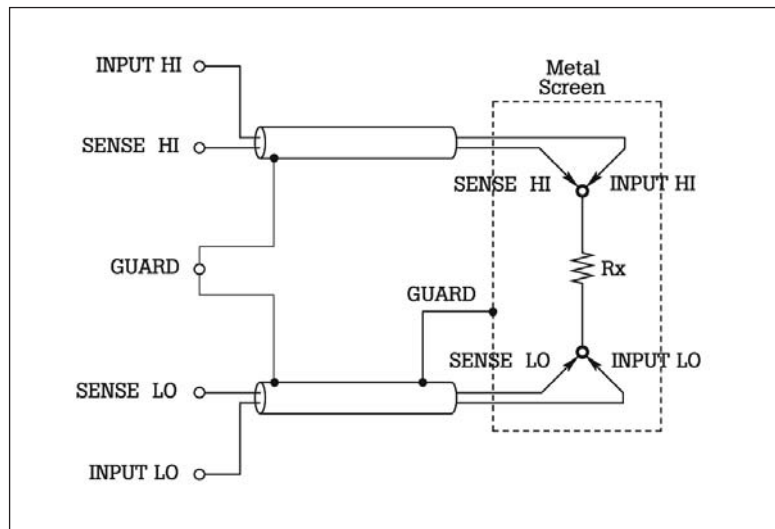 INPUT HI
Metal
Screen
SENSE HI
SENSE HI
INPUT HI
GUARD
Rx
GUARD
SENSE LO
INPUT LO
SENSE LO
INPUT LO